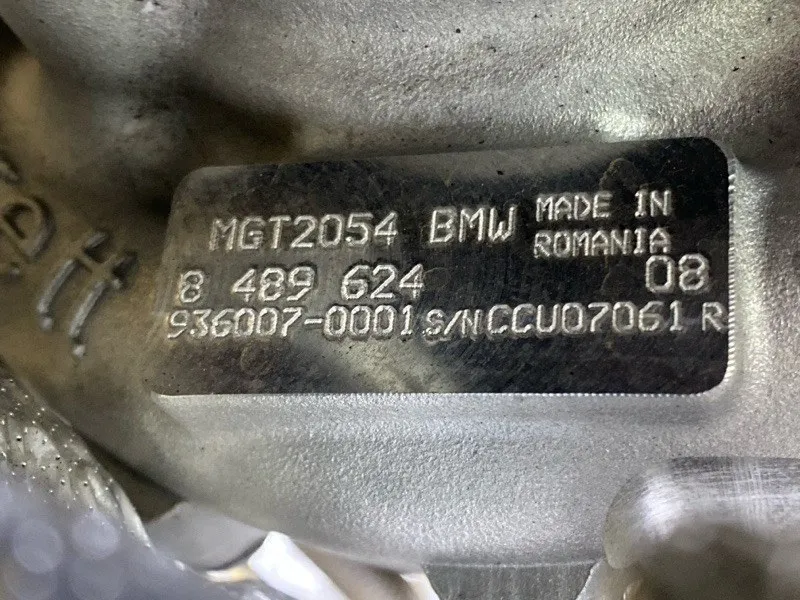 MGT2054 BMW MADE IN
ROMANIA
8 489 624 08
936007-0001 S/N CCU07061 R